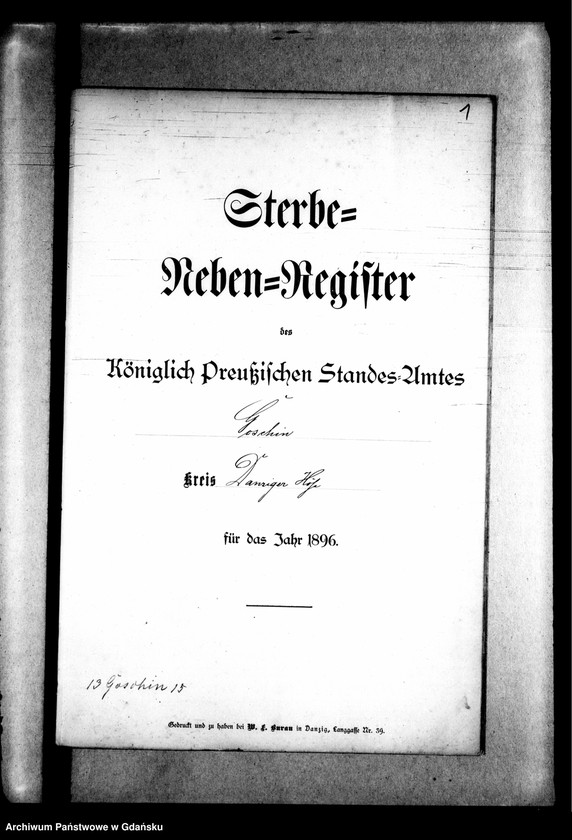 1
Sterbe=
Neben=Register
des
Königlich Preußischen Standes=Amtes
Goschin
Kreis Danziger Höhe
für das Jahr 1896.
13 Goschin 15
Gedruckt und zu haben bei W. F. Burau in Danzig, Langgasse Nr. 39.
Archiwum Państwowe w Gdańsku